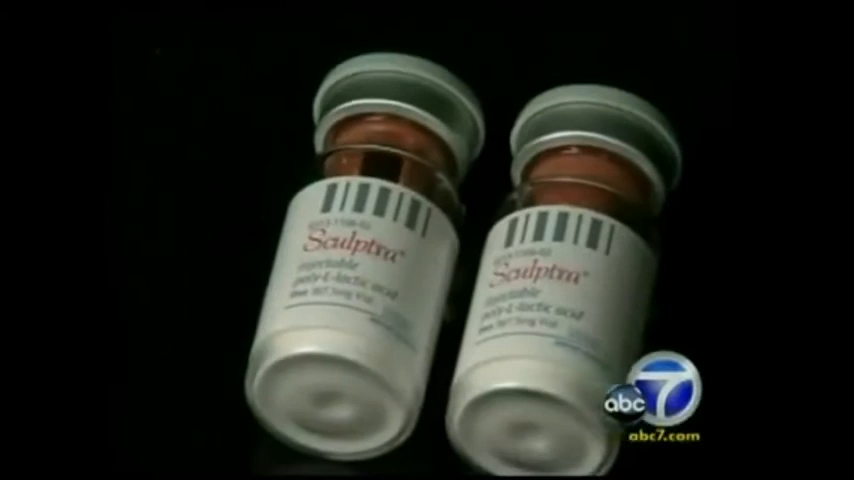 Sculptra
injectable
poly-L-lactic acid
Sculptra
injectable
poly-L-lactic acid
abc 7
abc7.com